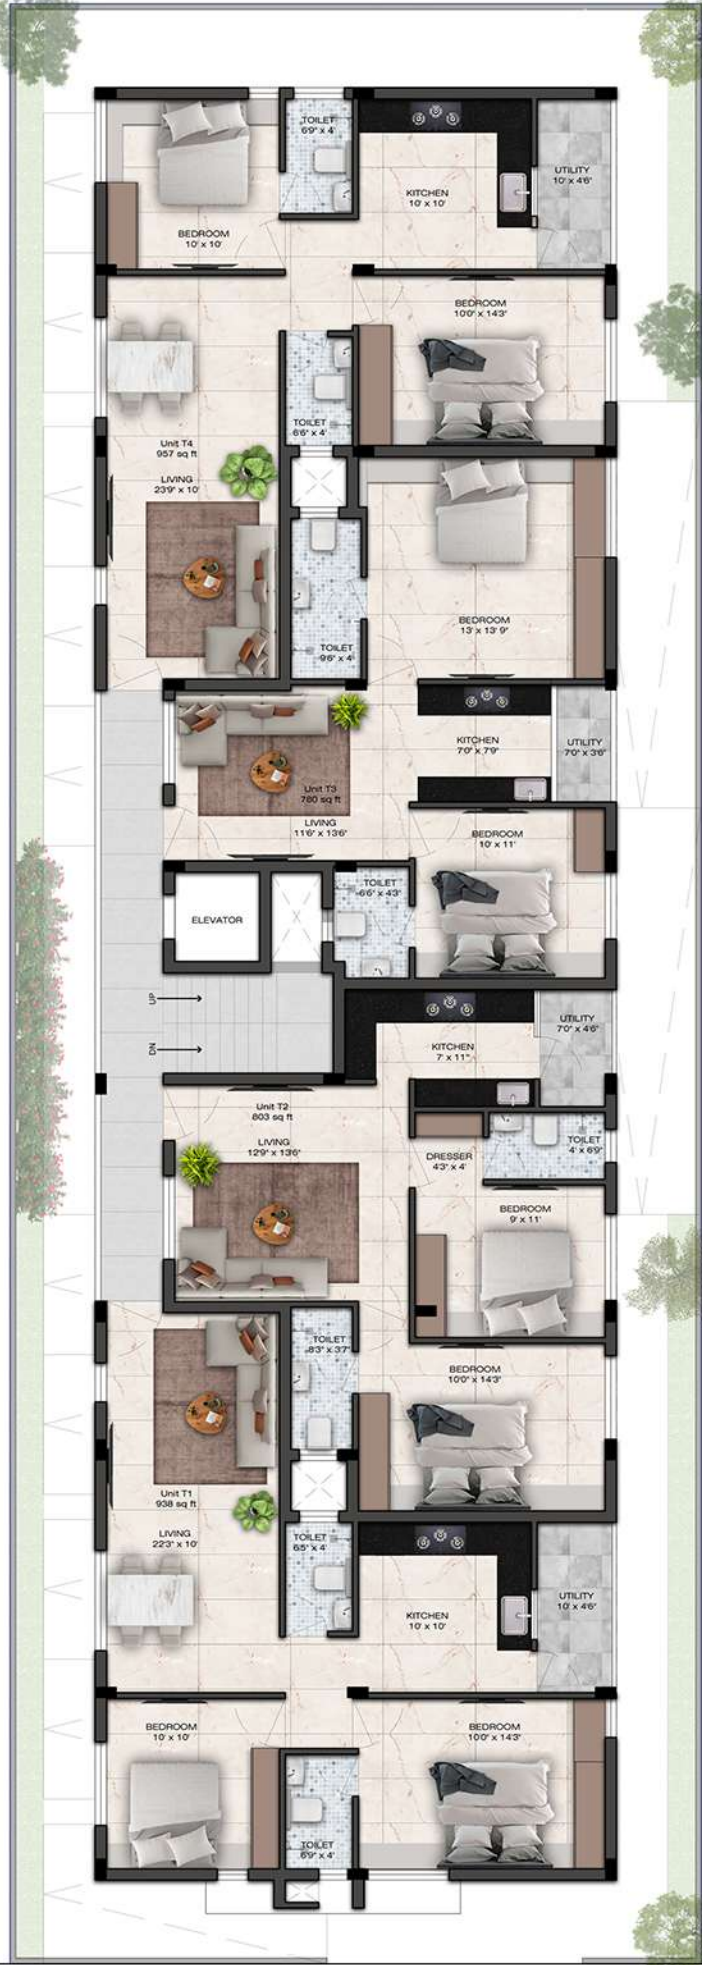 TOILET
6'9" x 4'
BEDROOM
10' x 10'
KITCHEN
10' x 10'
UTILITY
10' x 4'6"
BEDROOM
10'0" x 14'3"
TOILET
6'6" x 4'
Unit T4
957 sq ft
LIVING
23'9" x 10'
BEDROOM
13' x 13' 9"
TOILET
9'6" x 4'
KITCHEN
7'0" x 7'9"
UTILITY
7'0" x 3'6"
Unit T3
780 sq ft
LIVING
11'6" x 13'6"
BEDROOM
10' x 11'
TOILET
6'6" x 4'3"
ELEVATOR
UP
DN
KITCHEN
7' x 11'
UTILITY
7'0" x 4'6"
Unit T2
803 sq ft
LIVING
12'9" x 13'6"
DRESSER
4'3" x 4'
TOILET
4' x 6'9"
BEDROOM
9' x 11'
TOILET
8'3" x 3'7"
BEDROOM
10'0" x 14'3"
Unit T1
938 sq ft
LIVING
22'3" x 10'
TOILET
6'5" x 4'
KITCHEN
10' x 10'
UTILITY
10' x 4'6"
BEDROOM
10' x 10'
BEDROOM
10'0" x 14'3"
TOILET
6'9" x 4'